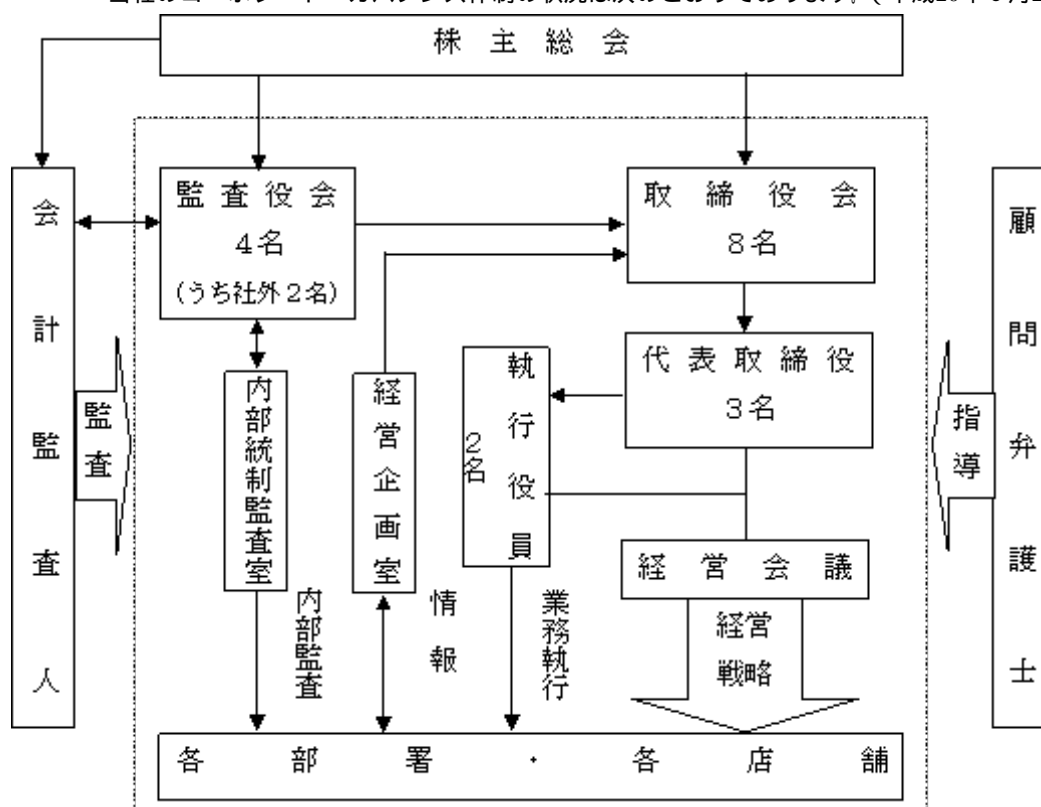 株主総会
会計監査人
監査
監査役会
4名
(うち社外2名)
取締役会
8名
代表取締役
3名
執行役員
2名
内部統制監査室
経営企画室
経営会議
経営
戦略
内部監査
情報
業務執行
各部署・各店舗
指導
顧問弁護士